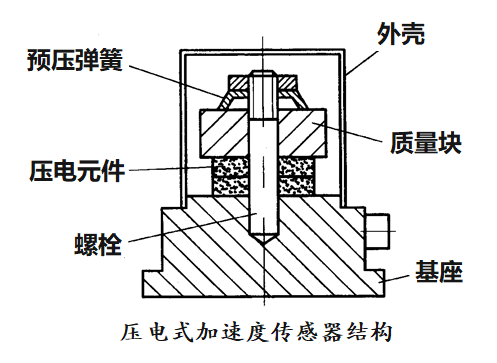 外壳
预压弹簧
质量块
压电元件
螺栓
基座
压电式加速度传感器结构